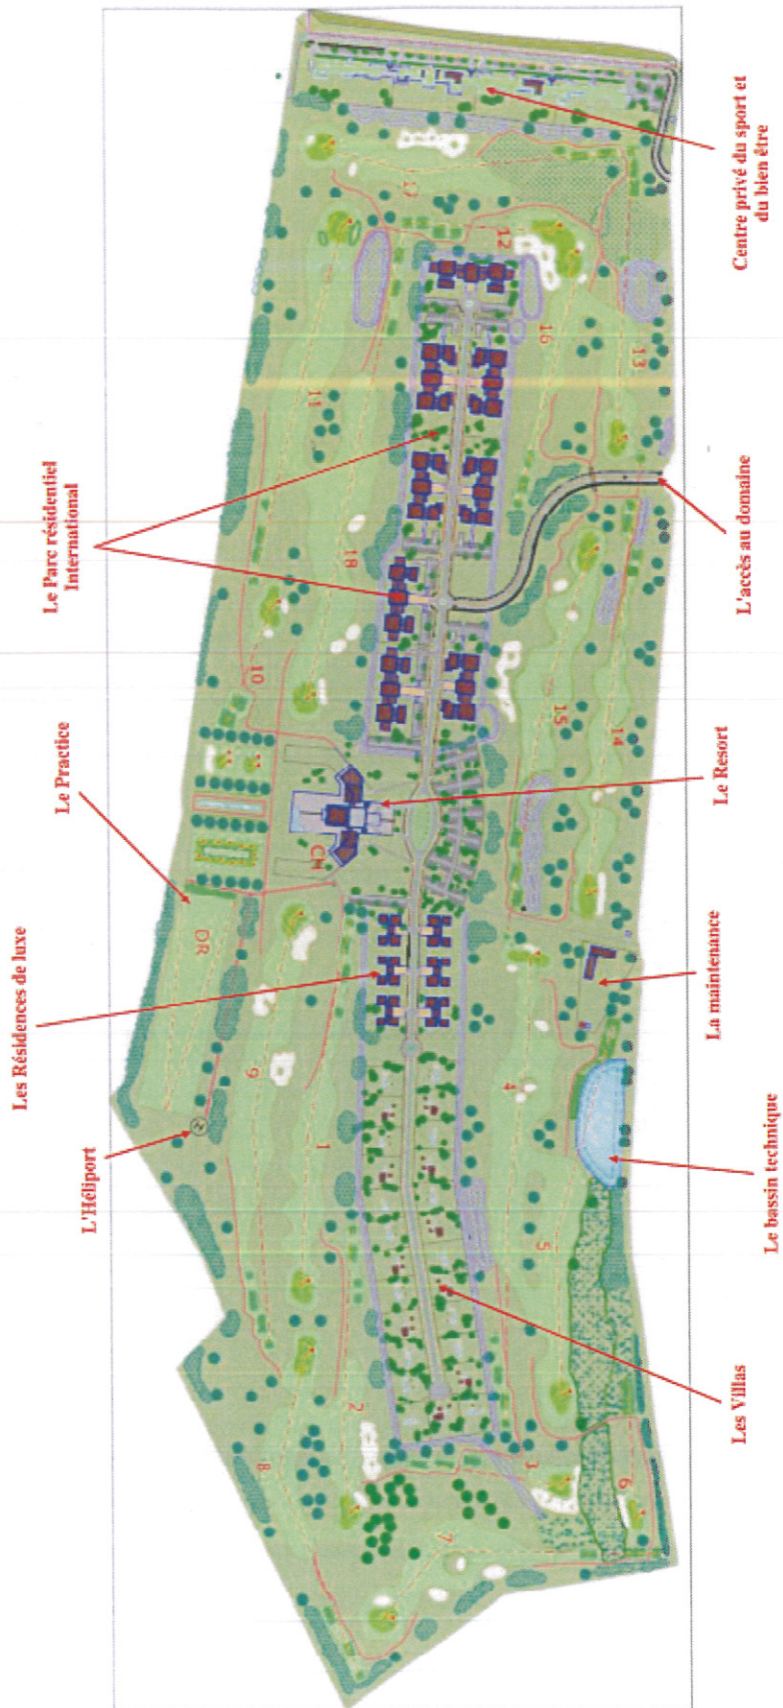 L'Héliport
Les Résidences de luxe
Le Practice
Le Parc résidentiel
International
H
DR
CH
1
2
3
4
5
6
7
8
9
10
11
12
13
14
15
16
17
18
Les Villas
Le bassin technique
La maintenance
Le Resort
L'accès au domaine
Centre privé du sport et
du bien être